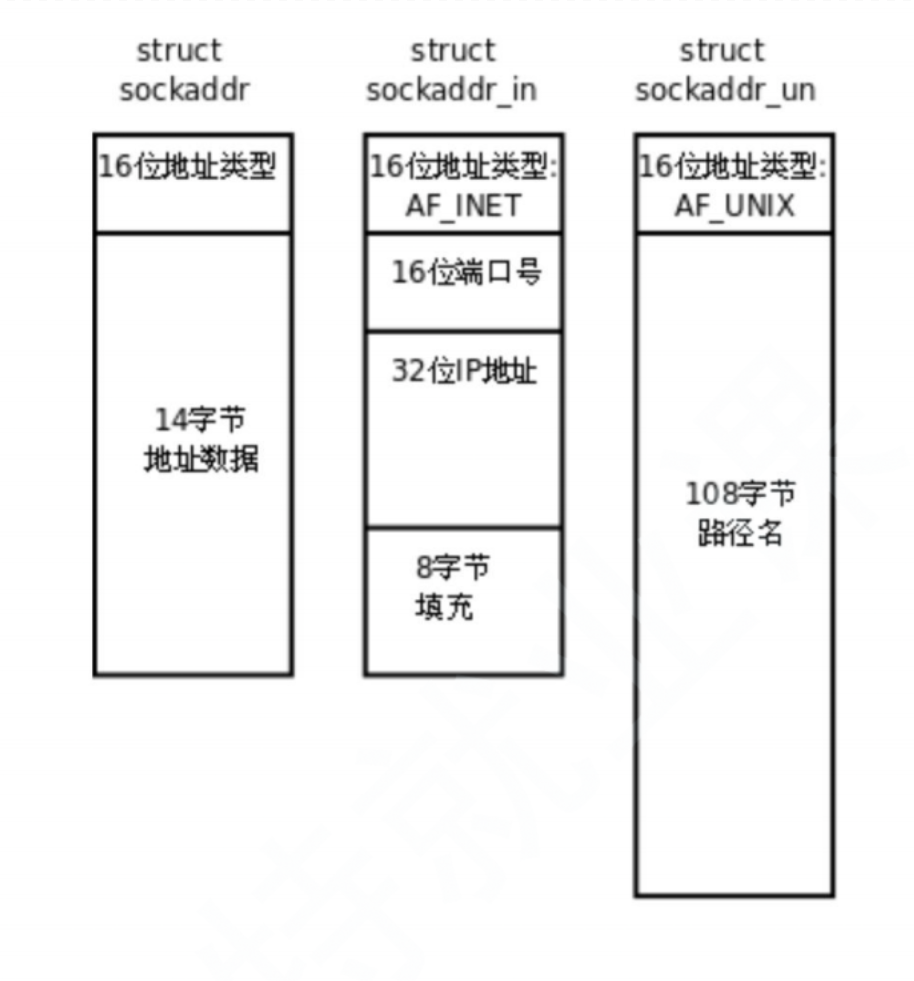 struct
sockaddr
16位地址类型
14字节
地址数据
struct
sockaddr_in
16位地址类型:
AF_INET
16位端口号
32位IP地址
8字节
填充
struct
sockaddr_un
16位地址类型:
AF_UNIX
108字节
路径名